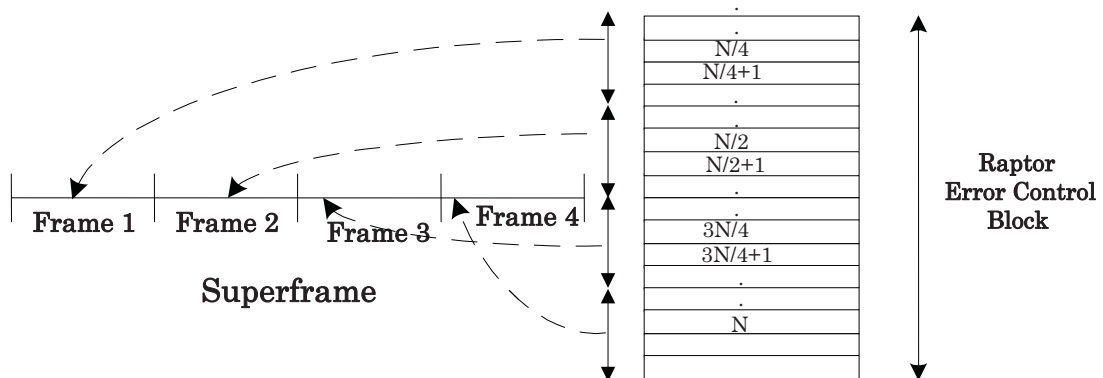 .
.
N/4
N/4+1
.
.
N/2
N/2+1
.
.
3N/4
3N/4+1
.
.
N
Frame 1
Frame 2
Frame 3
Frame 4
Superframe
Raptor
Error Control
Block